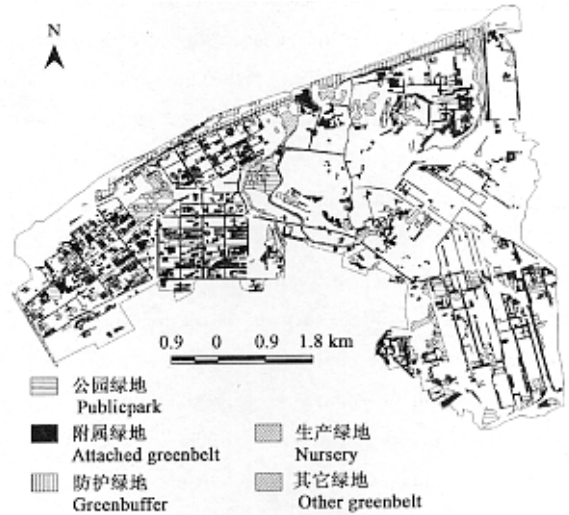 N
0.9 0 0.9 1.8 km
公园绿地
Publicpark
附属绿地
Attached greenbelt
生产绿地
Nursery
防护绿地
Greenbuffer
其它绿地
Other greenbelt